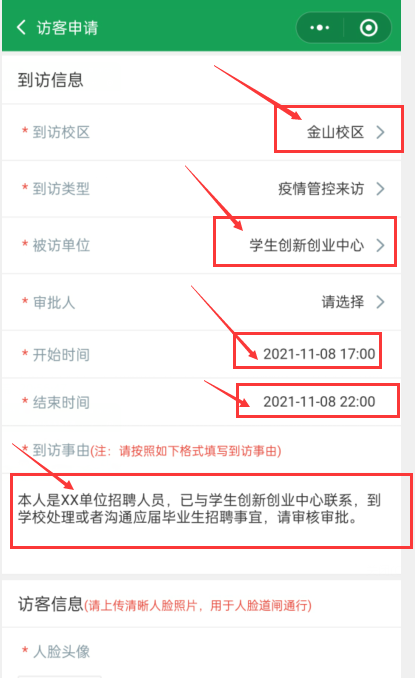 访客申请
到访信息
* 到访校区 金山校区
* 到访类型 疫情管控来访
* 被访单位 学生创新创业中心
* 审批人 请选择
* 开始时间 2021-11-08 17:00
* 结束时间 2021-11-08 22:00
* 到访事由(注：请按照如下格式填写到访事由)
本人是XX单位招聘人员，已与学生创新创业中心联系，到
学校处理或者沟通应届毕业生招聘事宜，请审核审批。
访客信息(请上传清晰人脸照片，用于人脸道闸通行)
* 人脸头像